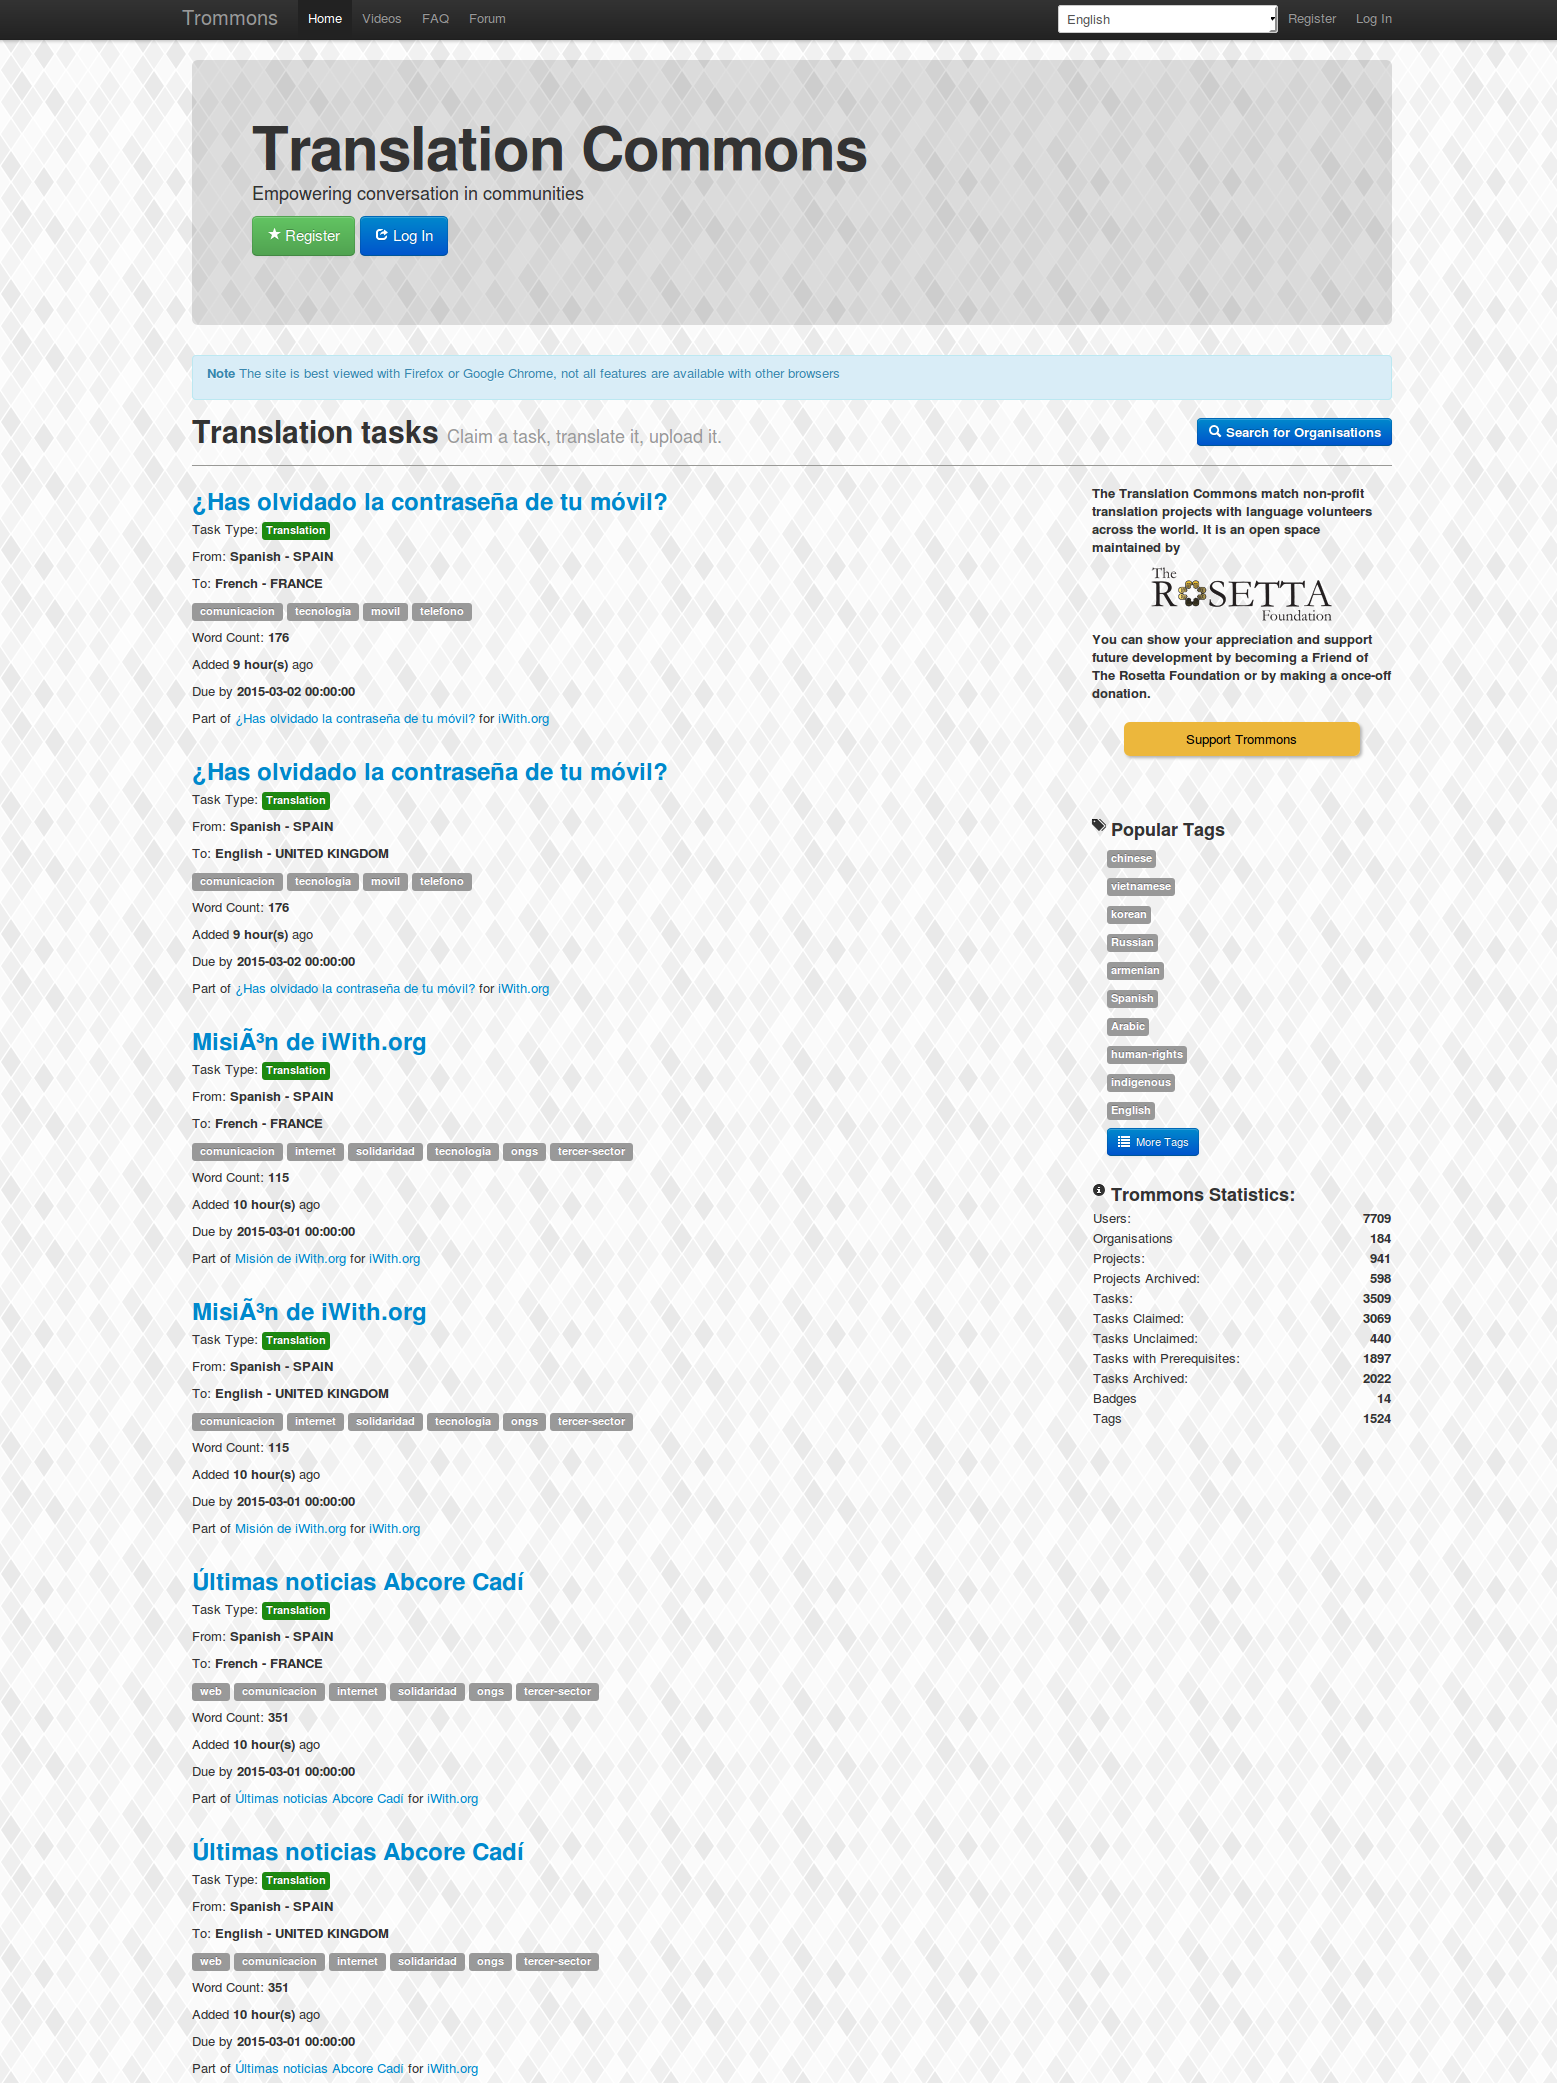 Trommons Home Videos FAQ Forum English Register Log In
Translation Commons
Empowering conversation in communities
Register Log In
Note The site is best viewed with Firefox or Google Chrome, not all features are available with other browsers
Translation tasks Claim a task, translate it, upload it.
Search for Organisations
¿Has olvidado la contraseña de tu móvil?
Task Type: Translation
From: Spanish - SPAIN
To: French - FRANCE
comunicacion tecnologia movil telefono
Word Count: 176
Added 9 hour(s) ago
Due by 2015-03-02 00:00:00
Part of ¿Has olvidado la contraseña de tu móvil? for iWith.org
¿Has olvidado la contraseña de tu móvil?
Task Type: Translation
From: Spanish - SPAIN
To: English - UNITED KINGDOM
comunicacion tecnologia movil telefono
Word Count: 176
Added 9 hour(s) ago
Due by 2015-03-02 00:00:00
Part of ¿Has olvidado la contraseña de tu móvil? for iWith.org
MisiÃ³n de iWith.org
Task Type: Translation
From: Spanish - SPAIN
To: French - FRANCE
comunicacion internet solidaridad tecnologia ongs tercer-sector
Word Count: 115
Added 10 hour(s) ago
Due by 2015-03-01 00:00:00
Part of Misión de iWith.org for iWith.org
MisiÃ³n de iWith.org
Task Type: Translation
From: Spanish - SPAIN
To: English - UNITED KINGDOM
comunicacion internet solidaridad tecnologia ongs tercer-sector
Word Count: 115
Added 10 hour(s) ago
Due by 2015-03-01 00:00:00
Part of Misión de iWith.org for iWith.org
Últimas noticias Abcore Cadí
Task Type: Translation
From: Spanish - SPAIN
To: French - FRANCE
web comunicacion internet solidaridad ongs tercer-sector
Word Count: 351
Added 10 hour(s) ago
Due by 2015-03-01 00:00:00
Part of Últimas noticias Abcore Cadí for iWith.org
Últimas noticias Abcore Cadí
Task Type: Translation
From: Spanish - SPAIN
To: English - UNITED KINGDOM
web comunicacion internet solidaridad ongs tercer-sector
Word Count: 351
Added 10 hour(s) ago
Due by 2015-03-01 00:00:00
Part of Últimas noticias Abcore Cadí for iWith.org
The Translation Commons match non-profit
translation projects with language volunteers
across the world. It is an open space
maintained by
The
ROSETTA
Foundation
You can show your appreciation and support
future development by becoming a Friend of
The Rosetta Foundation or by making a once-off
donation.
Support Trommons
Popular Tags
chinese
vietnamese
korean
Russian
armenian
Spanish
Arabic
human-rights
indigenous
English
More Tags
Trommons Statistics:
Users: 7709
Organisations 184
Projects: 941
Projects Archived: 598
Tasks: 3509
Tasks Claimed: 3069
Tasks Unclaimed: 440
Tasks with Prerequisites: 1897
Tasks Archived: 2022
Badges 14
Tags 1524